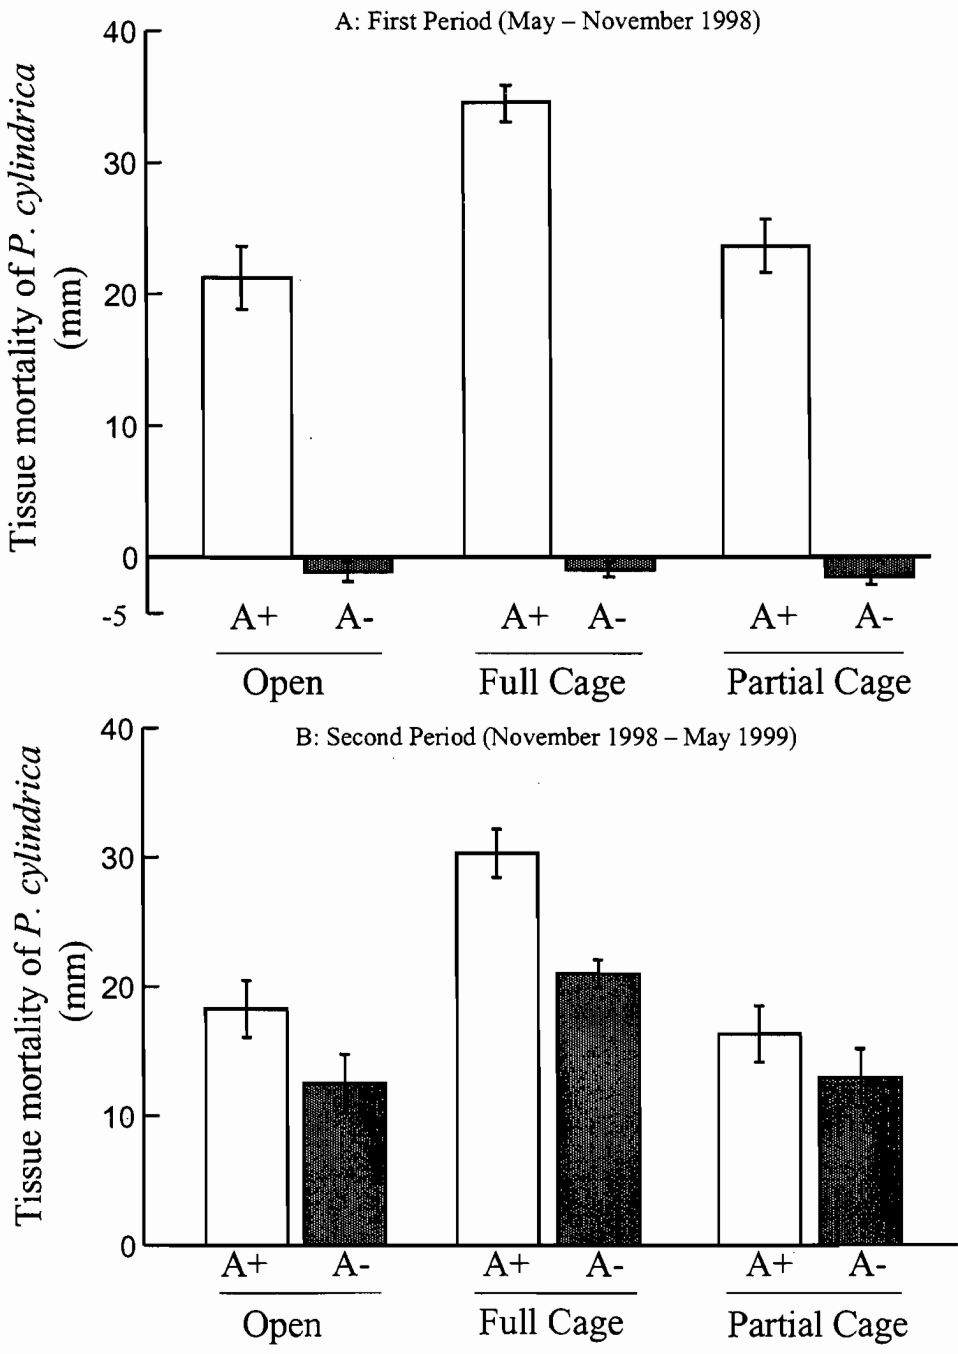 A: First Period (May – November 1998)
Tissue mortality of P. cylindrica
(mm)
40
30
20
10
0
-5
A+ A- A+ A- A+ A-
Open Full Cage Partial Cage
B: Second Period (November 1998 – May 1999)
Tissue mortality of P. cylindrica
(mm)
40
30
20
10
0
A+ A- A+ A- A+ A-
Open Full Cage Partial Cage